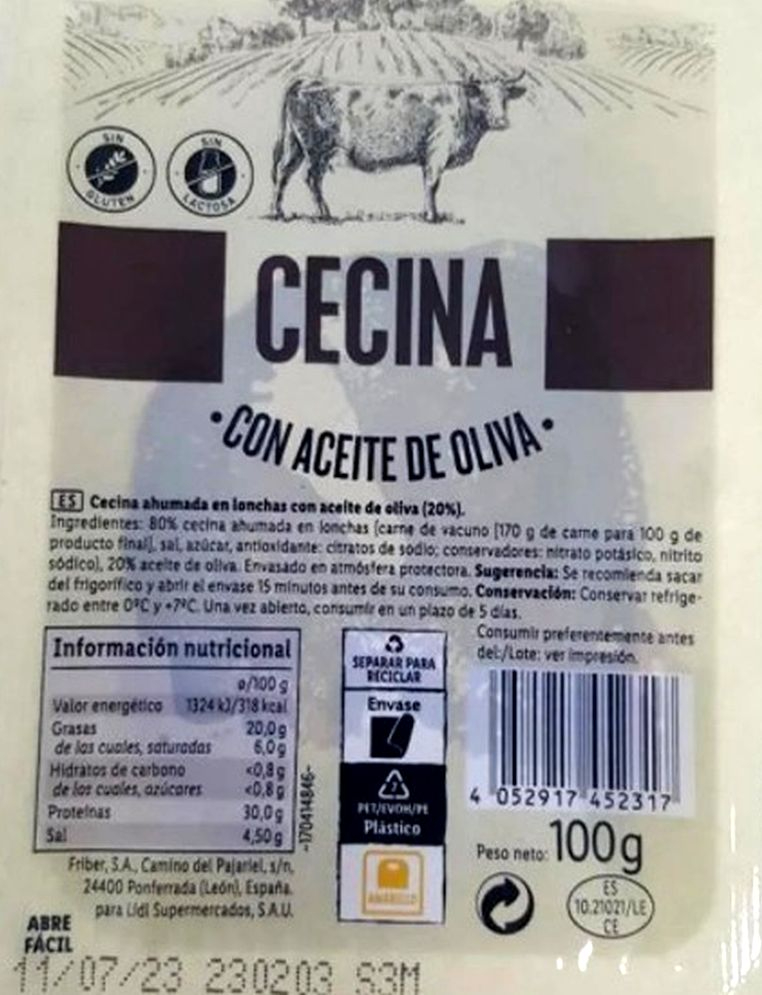 SIN
GLUTEN
SIN
LACTOSA
CECINA
• CON ACEITE DE OLIVA •
ES Cecina ahumada en lonchas con aceite de oliva (20%).
Ingredientes: 80% cecina ahumada en lonchas (carne de vacuno [170 g de carne para 100 g de
producto final], sal, azúcar, antioxidante: citratos de sodio; conservadores: nitrato potásico, nitrito
sódico), 20% aceite de oliva. Envasado en atmósfera protectora. Sugerencia: Se recomienda sacar
del frigorífico y abrir el envase 15 minutos antes de su consumo. Conservación: Conservar refrige-
rado entre 0ºC y +7ºC. Una vez abierto, consumir en un plazo de 5 días.
Consumir preferentemente antes
del:/Lote: ver impresión.
Información nutricional
ø/100 g
Valor energético 1324 kJ/318 kcal
Grasas 20,0 g
de las cuales, saturadas 6,0 g
Hidratos de carbono <0,8 g
de los cuales, azúcares <0,8 g
Proteínas 30,0 g
Sal 4,50 g
-170414846-
SEPARAR PARA
RECICLAR
Envase
7
PET/EVOH/PE
Plástico
AMARILLO
4 052917 452317
Peso neto: 100g
ES
10.21021/LE
CE
Friber, S.A., Camino del Pajariel, s/n,
24400 Ponferrada (León), España.
para Lidl Supermercados, S.A.U.
ABRE
FÁCIL
11/07/23 230203 S3M